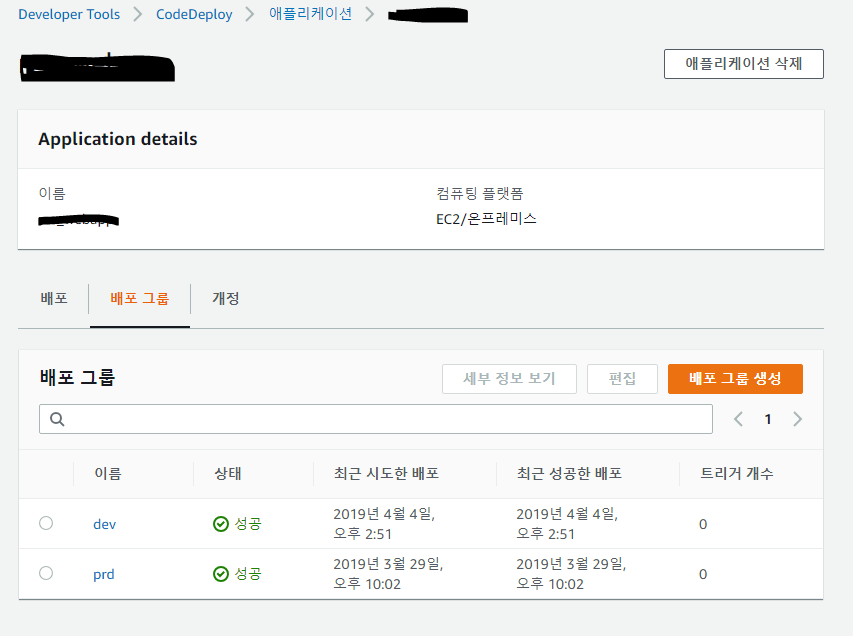 Developer Tools > CodeDeploy > 애플리케이션 >
애플리케이션 삭제
Application details
이름
컴퓨팅 플랫폼
EC2/온프레미스
배포
배포 그룹
개정
배포 그룹
세부 정보 보기
편집
배포 그룹 생성
< 1 >
이름 상태 최근 시도한 배포 최근 성공한 배포 트리거 개수
dev 성공 2019년 4월 4일, 2019년 4월 4일, 0
오후 2:51 오후 2:51
prd 성공 2019년 3월 29일, 2019년 3월 29일, 0
오후 10:02 오후 10:02